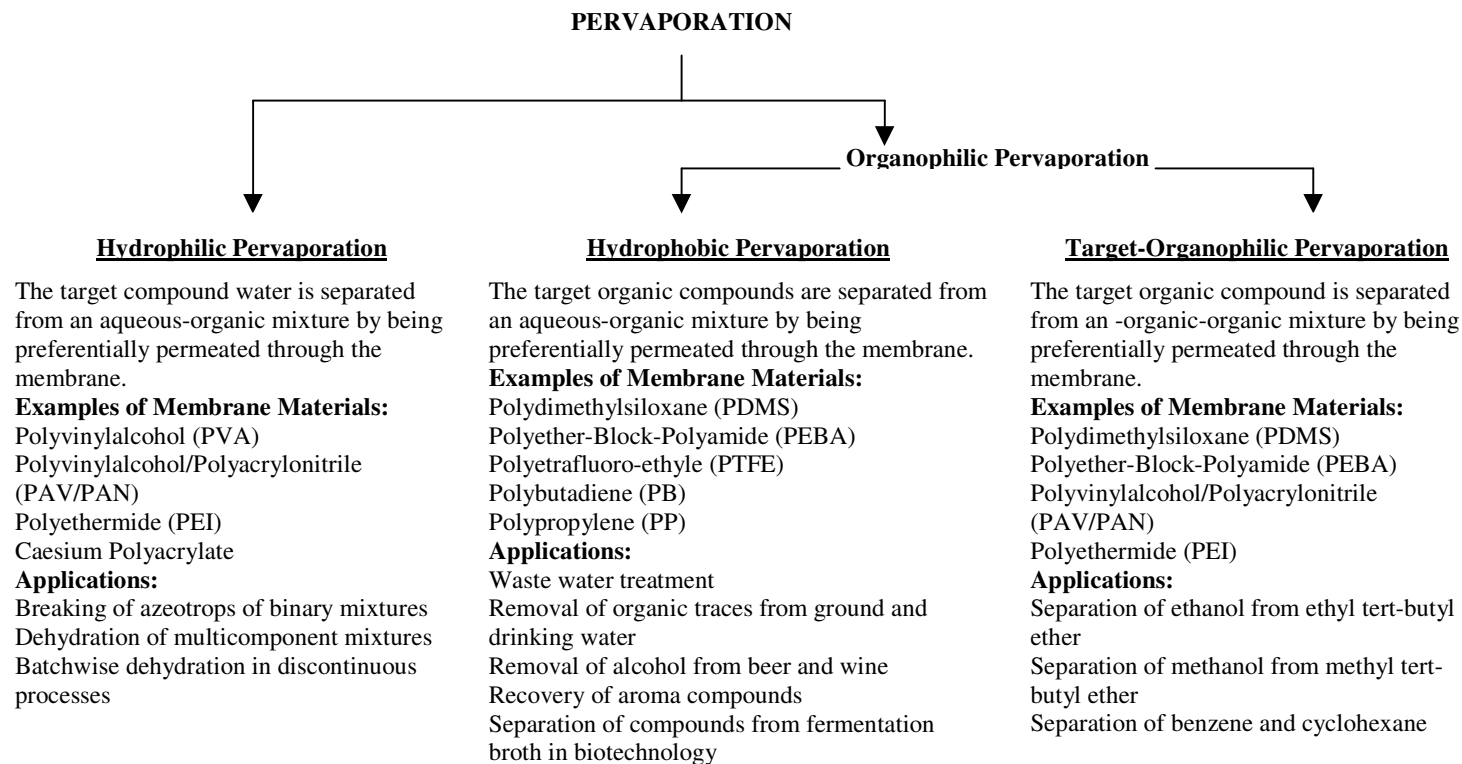 PERVAPORATION
Organophilic Pervaporation
Hydrophilic Pervaporation
The target compound water is separated
from an aqueous-organic mixture by being
preferentially permeated through the
membrane.
Examples of Membrane Materials:
Polyvinylalcohol (PVA)
Polyvinylalcohol/Polyacrylonitrile
(PAV/PAN)
Polyethermide (PEI)
Caesium Polyacrylate
Applications:
Breaking of azeotrops of binary mixtures
Dehydration of multicomponent mixtures
Batchwise dehydration in discontinuous
processes
Hydrophobic Pervaporation
The target organic compounds are separated from
an aqueous-organic mixture by being
preferentially permeated through the membrane.
Examples of Membrane Materials:
Polydimethylsiloxane (PDMS)
Polyether-Block-Polyamide (PEBA)
Polyetrafluoro-ethyle (PTFE)
Polybutadiene (PB)
Polypropylene (PP)
Applications:
Waste water treatment
Removal of organic traces from ground and
drinking water
Removal of alcohol from beer and wine
Recovery of aroma compounds
Separation of compounds from fermentation
broth in biotechnology
Target-Organophilic Pervaporation
The target organic compound is separated
from an -organic-organic mixture by being
preferentially permeated through the
membrane.
Examples of Membrane Materials:
Polydimethylsiloxane (PDMS)
Polyether-Block-Polyamide (PEBA)
Polyvinylalcohol/Polyacrylonitrile
(PAV/PAN)
Polyethermide (PEI)
Applications:
Separation of ethanol from ethyl tert-butyl
ether
Separation of methanol from methyl tert-
butyl ether
Separation of benzene and cyclohexane